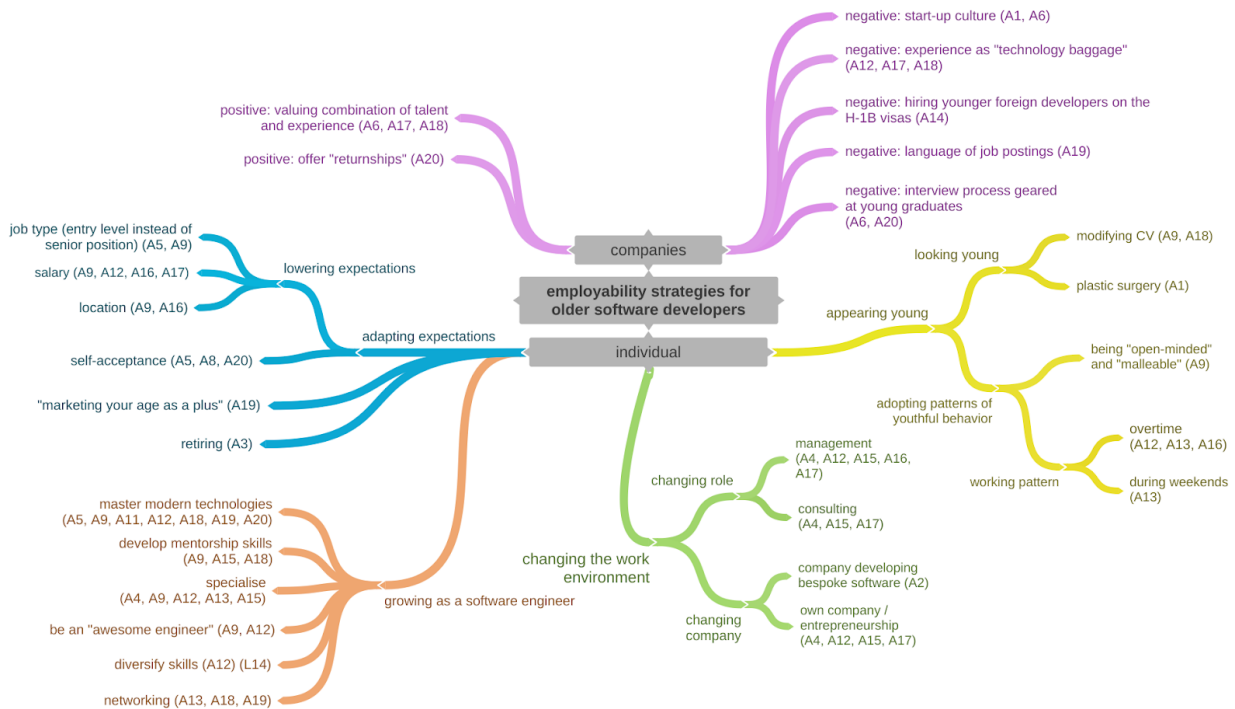 negative: start-up culture (A1, A6)
negative: experience as "technology baggage"
(A12, A17, A18)
negative: hiring younger foreign developers on the
H-1B visas (A14)
negative: language of job postings (A19)
negative: interview process geared
at young graduates
(A6, A20)
positive: valuing combination of talent
and experience (A6, A17, A18)
positive: offer "returnships" (A20)
companies
employability strategies for
older software developers
individual
job type (entry level instead of
senior position) (A5, A9)
salary (A9, A12, A16, A17)
location (A9, A16)
lowering expectations
adapting expectations
self-acceptance (A5, A8, A20)
"marketing your age as a plus" (A19)
retiring (A3)
master modern technologies
(A5, A9, A11, A12, A18, A19, A20)
develop mentorship skills
(A9, A15, A18)
specialise
(A4, A9, A12, A13, A15)
be an "awesome engineer" (A9, A12)
diversify skills (A12) (L14)
networking (A13, A18, A19)
growing as a software engineer
changing the work
environment
changing role
management
(A4, A12, A15, A16,
A17)
consulting
(A4, A15, A17)
changing
company
company developing
bespoke software (A2)
own company /
entrepreneurship
(A4, A12, A15, A17)
appearing young
looking young
modifying CV (A9, A18)
plastic surgery (A1)
adopting patterns of
youthful behavior
being "open-minded"
and "malleable" (A9)
working pattern
overtime
(A12, A13, A16)
during weekends
(A13)